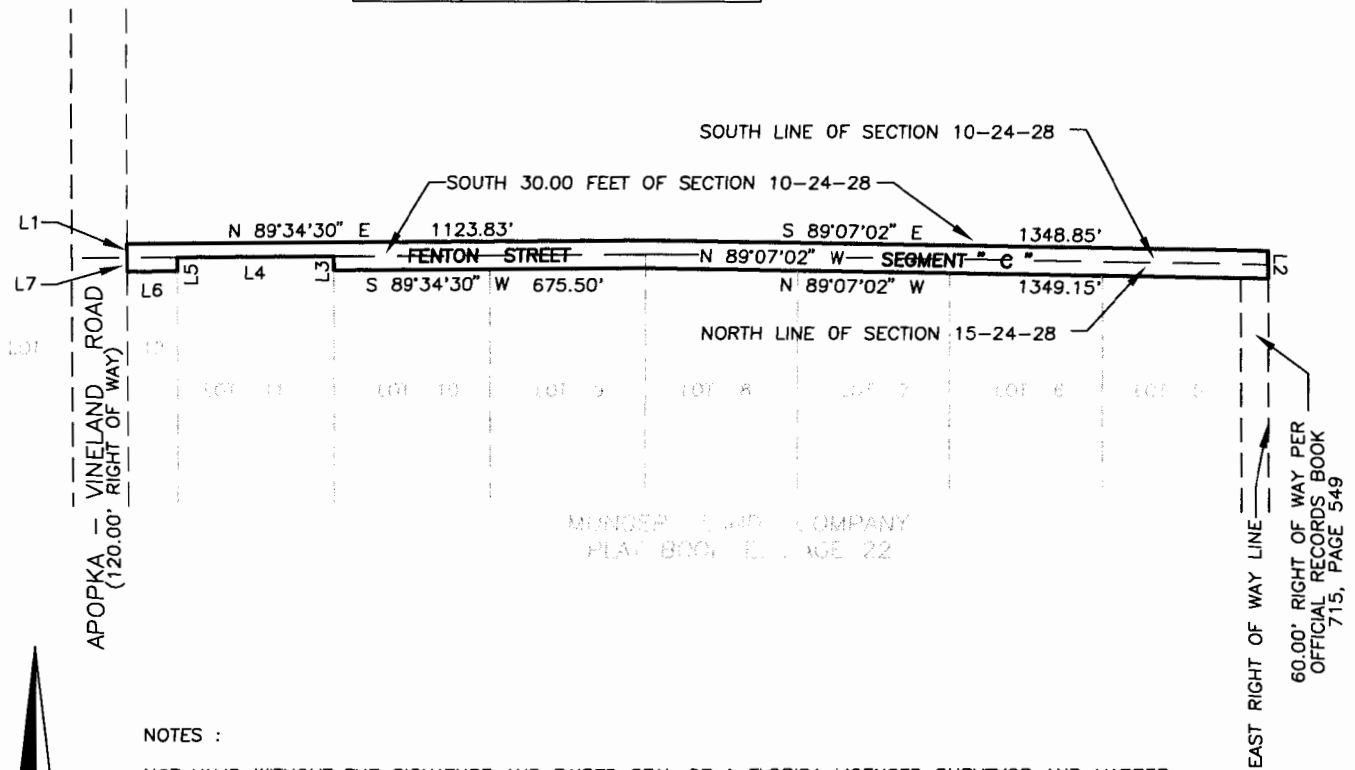 SOUTH LINE OF SECTION 10-24-28
SOUTH 30.00 FEET OF SECTION 10-24-28
L1
N 89°34'30" E 1123.83'
S 89°07'02" E 1348.85'
FENTON STREET
N 89°07'02" W
SEGMENT " C "
L2
L7
L6
L5
L4
L3
S 89°34'30" W 675.50'
N 89°07'02" W 1349.15'
NORTH LINE OF SECTION 15-24-28
LOT
LOT 11
LOT 10
LOT 9
LOT 8
LOT 6
LOT 5
APOPKA - VINELAND ROAD
(120.00' RIGHT OF WAY)
MUNGER COMPANY
PLAT BOOK 22
EAST RIGHT OF WAY LINE
60.00' RIGHT OF WAY PER
OFFICIAL RECORDS BOOK
715, PAGE 549
NOTES :